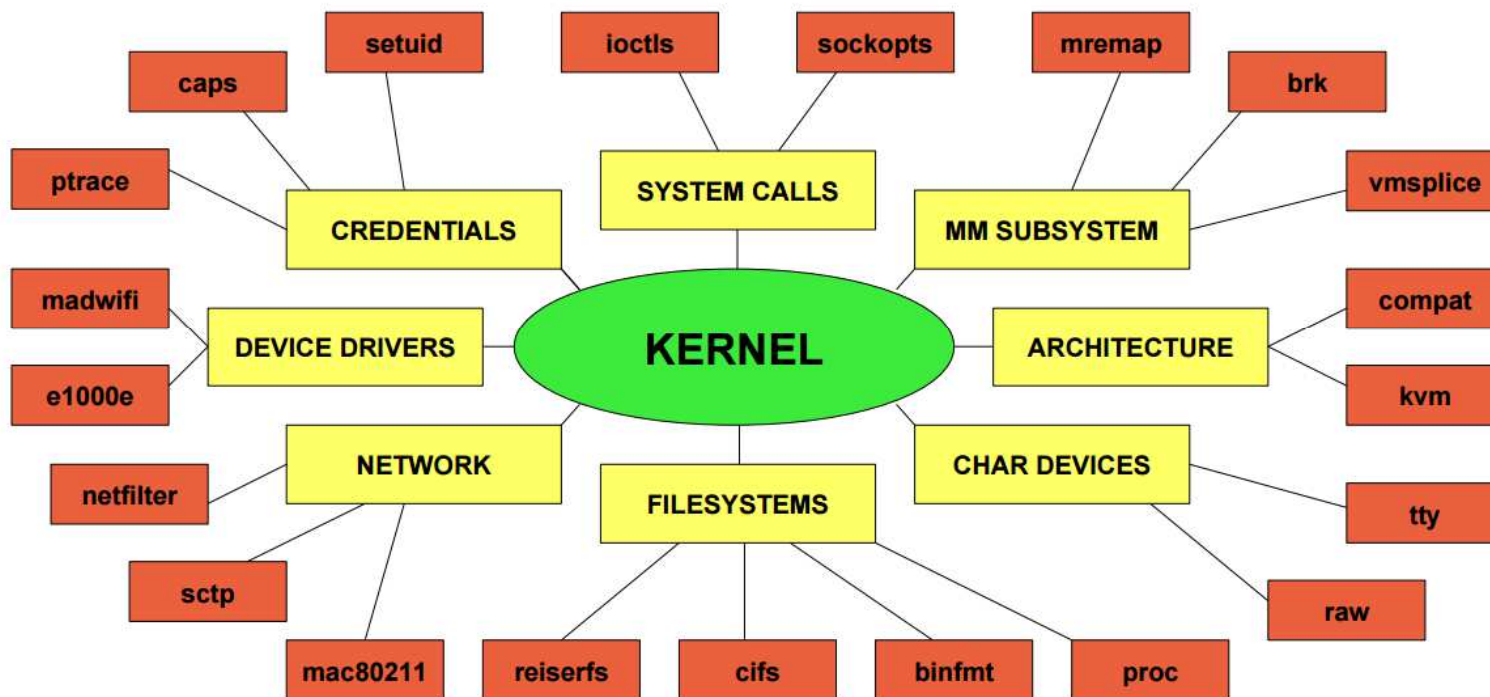 setuid
ioctls
sockopts
mremap
caps
brk
ptrace
SYSTEM CALLS
vmsplice
CREDENTIALS
MM SUBSYSTEM
madwifi
compat
DEVICE DRIVERS
KERNEL
ARCHITECTURE
e1000e
kvm
NETWORK
CHAR DEVICES
netfilter
FILESYSTEMS
tty
sctp
raw
mac80211
reiserfs
cifs
binfmt
proc